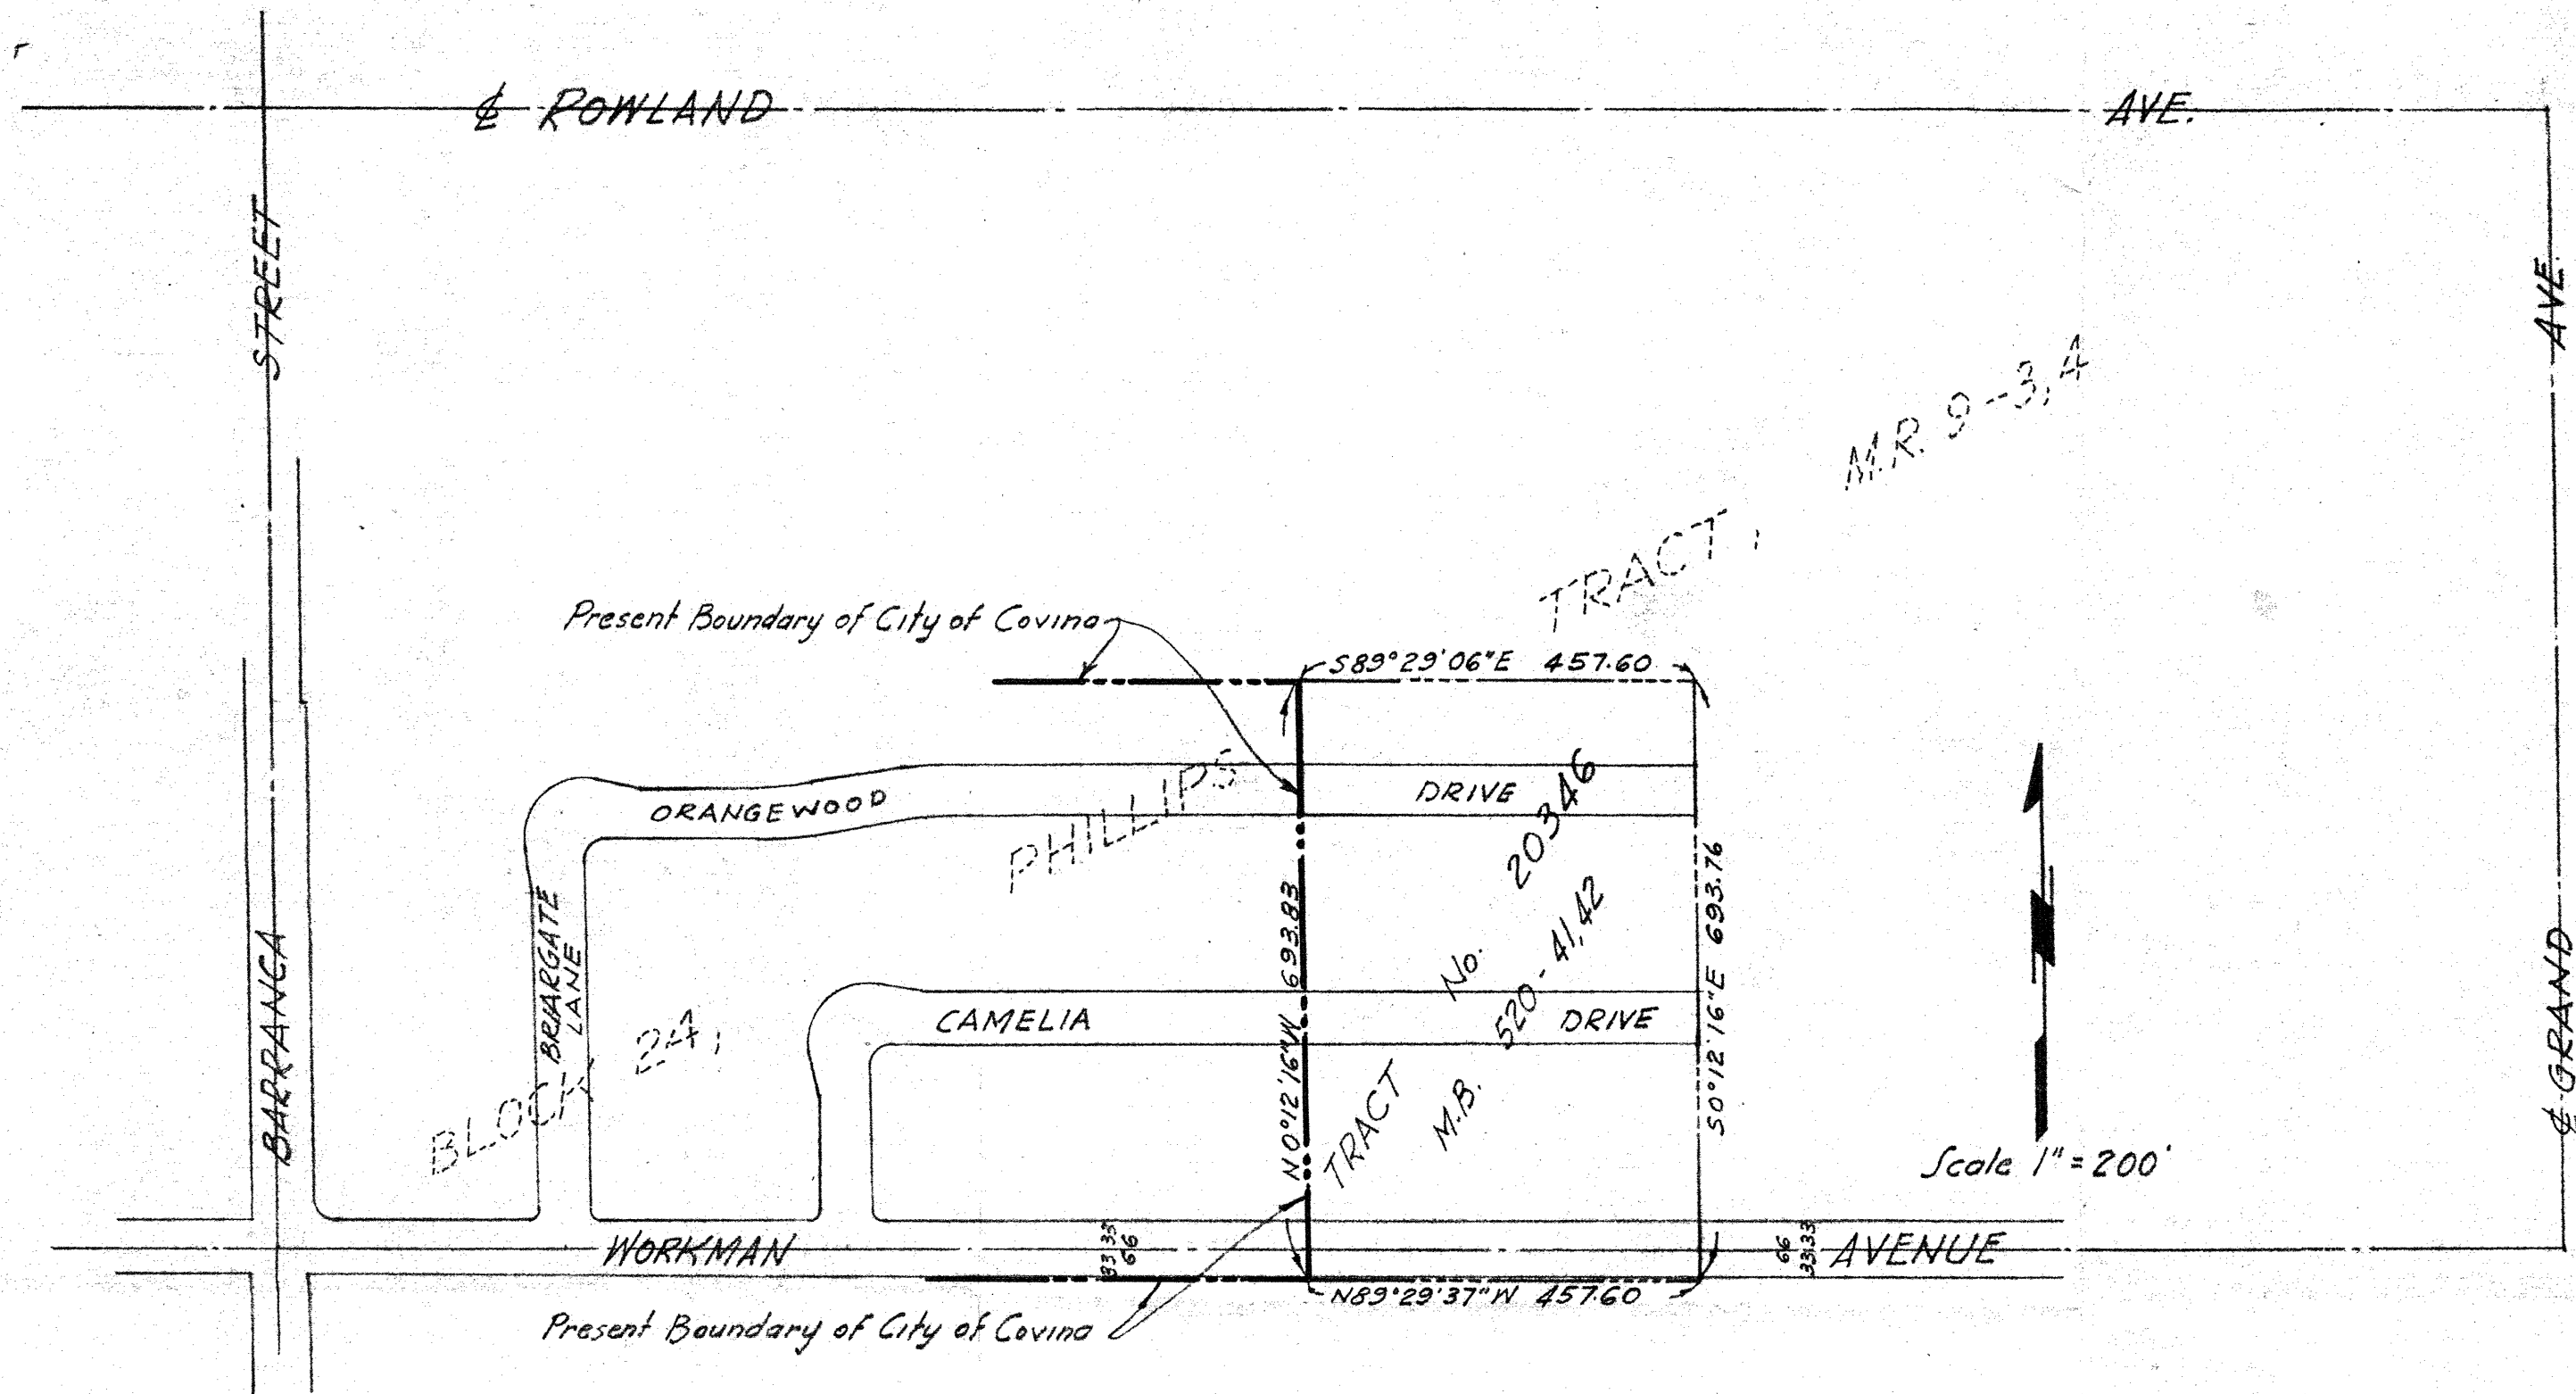 ℄ ROWLAND AVE.
STREET
AVE.
M.R. 9-3,4
TRACT,
Present Boundary of City of Covina
S89°29'06"E 457.60
PHILLIPS
ORANGEWOOD DRIVE
No. 20346
693.83
S0°12'16"E 693.76
BRIARGATE
LANE
M.B. 520-41,42
BARRANCA
℄ GRAND
CAMELIA DRIVE
BLOCK 24,
N0°12'16"W
TRACT
Scale 1"=200'
33 33
66
66
33.33
WORKMAN AVENUE
N89°29'37"W 457.60
Present Boundary of City of Covina